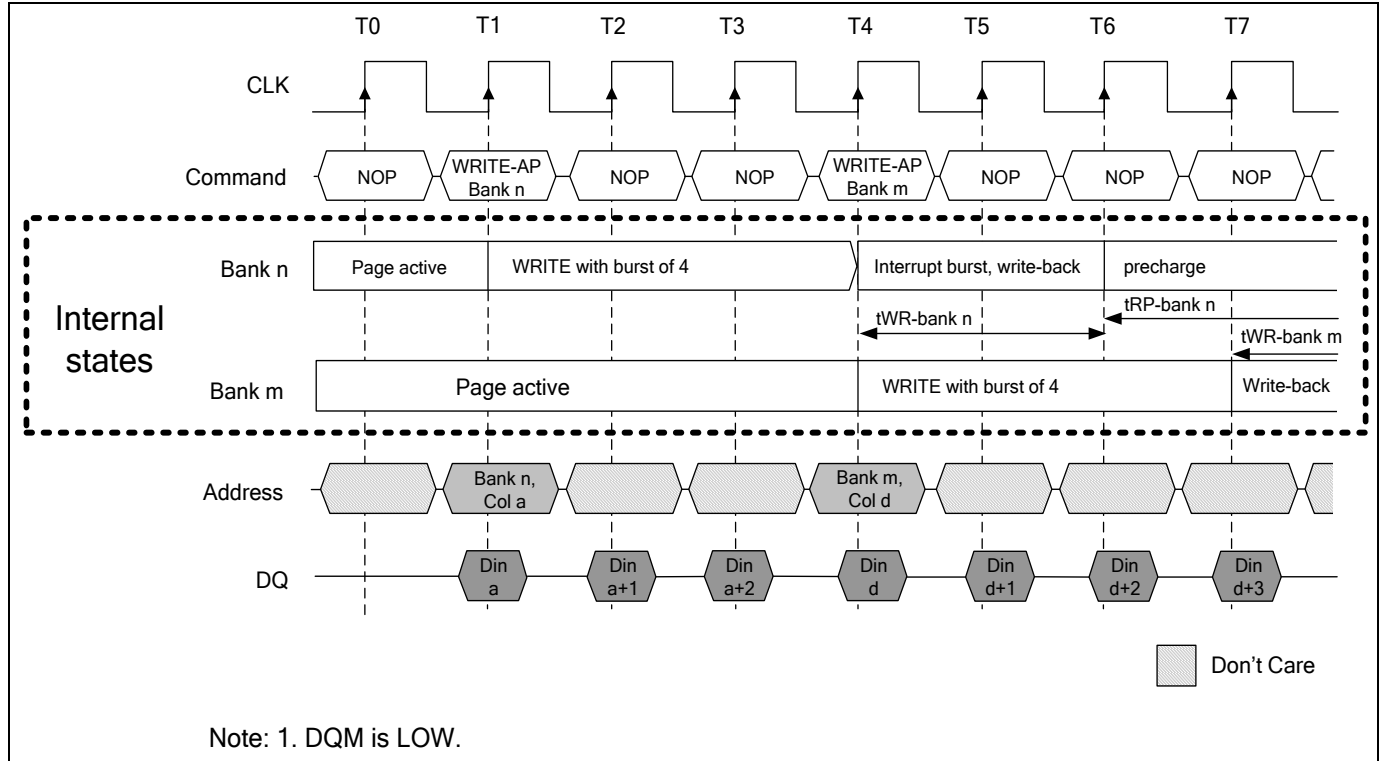 T0 T1 T2 T3 T4 T5 T6 T7
CLK
Command
NOP
WRITE-AP
Bank n
NOP
NOP
WRITE-AP
Bank m
NOP
NOP
NOP
Internal
states
Bank n
Page active
WRITE with burst of 4
Interrupt burst, write-back
precharge
tWR-bank n
tRP-bank n
tWR-bank m
Bank m
Page active
WRITE with burst of 4
Write-back
Address
Bank n,
Col a
Bank m,
Col d
DQ
Din
a
Din
a+1
Din
a+2
Din
d
Din
d+1
Din
d+2
Din
d+3
Don't Care
Note: 1. DQM is LOW.